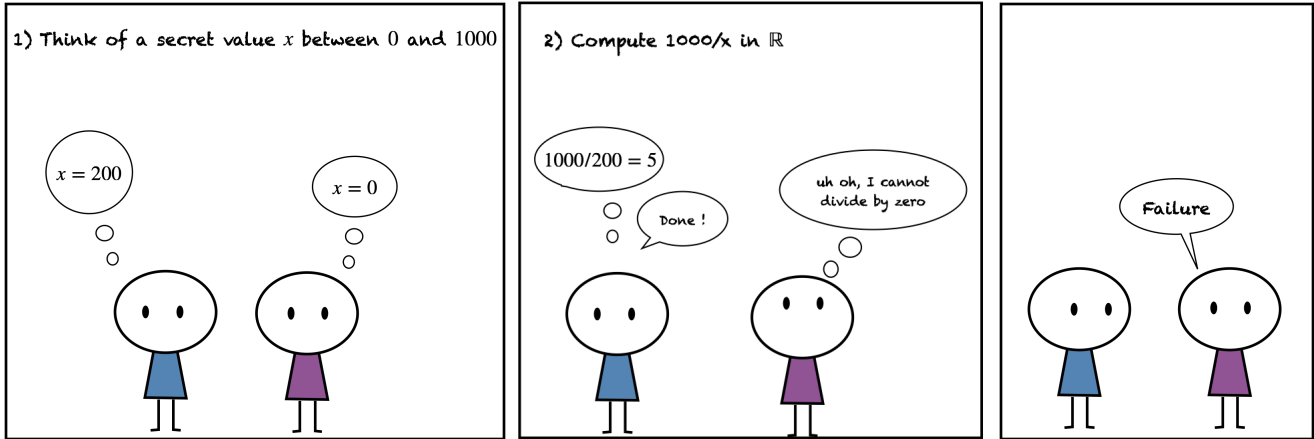 1) Think of a secret value x between 0 and 1000
x = 200
x = 0
2) Compute 1000/x in ℝ
1000/200 = 5
Done !
uh oh, I cannot
divide by zero
Failure